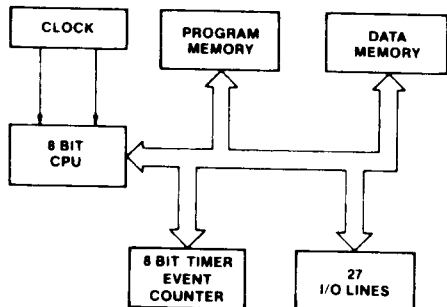 CLOCK
PROGRAM
MEMORY
DATA
MEMORY
8 BIT
CPU
8 BIT TIMER
EVENT
COUNTER
27
I/O LINES